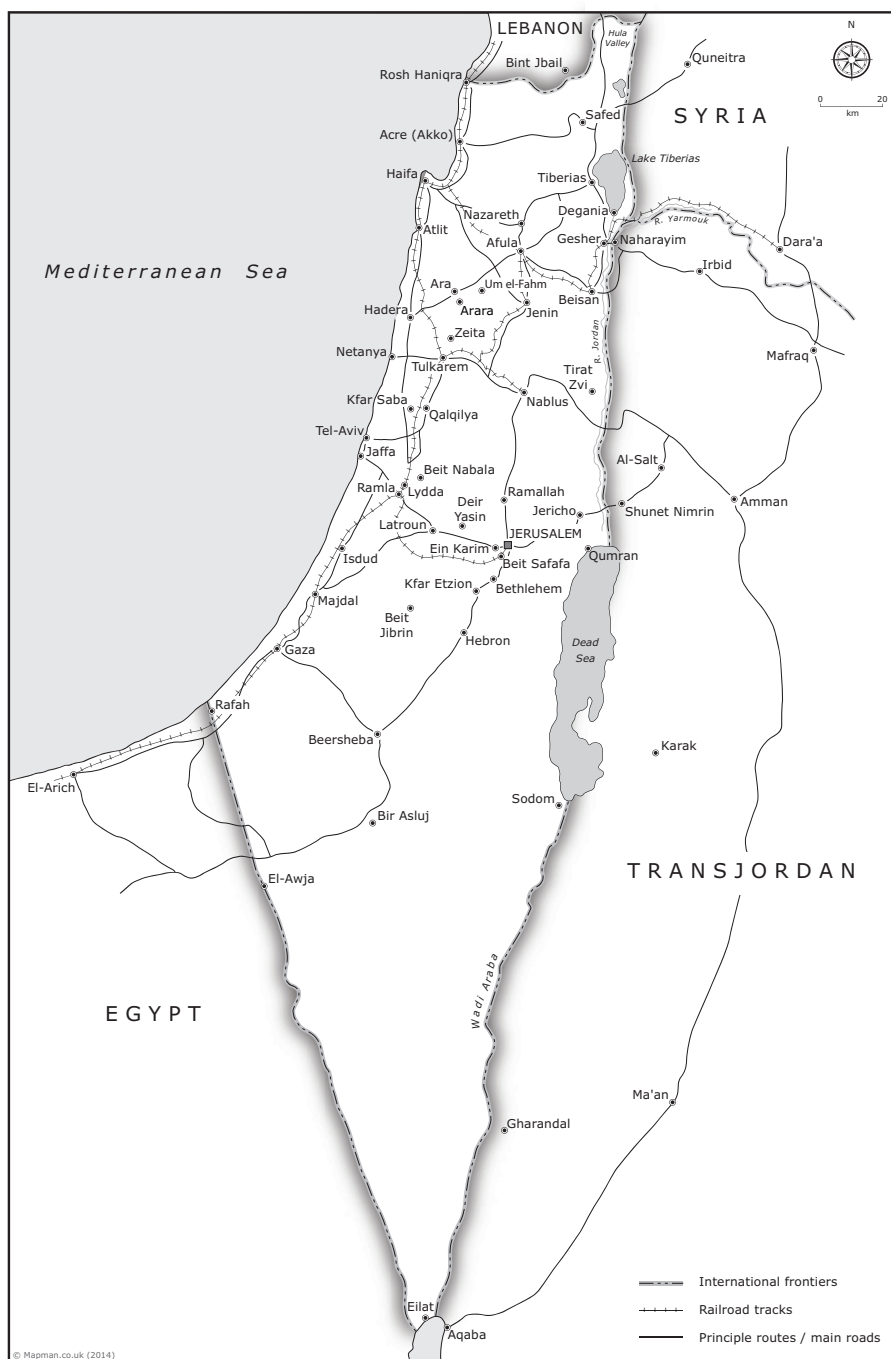 LEBANON
Hula
Valley
N
Bint Jbail
Quneitra
Rosh Haniqra
0 20
km
SYRIA
Safed
Acre (Akko)
Lake Tiberias
Haifa
Tiberias
Nazareth
Degania
R. Yarmouk
Atlit
Gesher
Naharayim
Afula
Dara'a
Mediterranean Sea
Irbid
Ara
Um el-Fahm
Beisan
Arara
Jenin
Hadera
Zeita
R. Jordan
Netanya
Mafraq
Tulkarem
Tirat
Zvi
Kfar Saba
Nablus
Qalqilya
Tel-Aviv
Jaffa
Al-Salt
Beit Nabala
Ramla
Lydda
Ramallah
Amman
Deir
Yasin
Jericho
Shunet Nimrin
Latroun
JERUSALEM
Ein Karim
Isdud
Beit Safafa
Qumran
Kfar Etzion
Bethlehem
Majdal
Beit
Jibrin
Hebron
Dead
Sea
Gaza
Rafah
Beersheba
Karak
El-Arich
Sodom
Bir Asluj
TRANSJORDAN
El-Awja
Wadi Araba
EGYPT
Ma'an
Gharandal
International frontiers
Eilat
Railroad tracks
Aqaba
Principle routes / main roads
© Mapman.co.uk (2014)